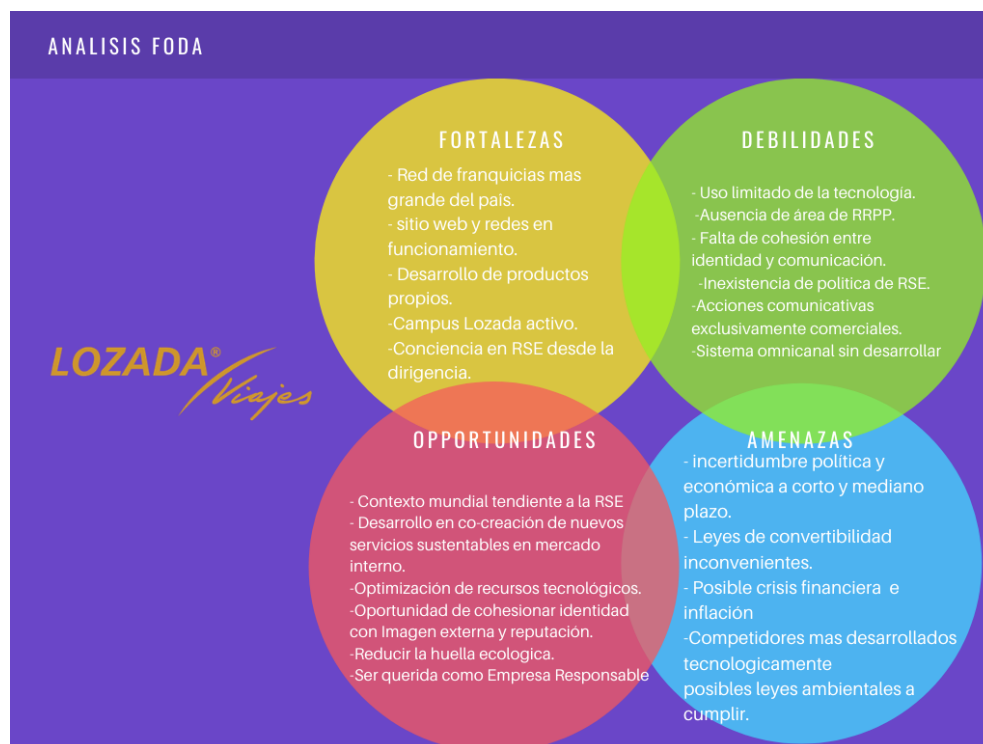 ANALISIS FODA
FORTALEZAS
- Red de franquicias mas
grande del pais.
- sitio web y redes en
funcionamiento.
- Desarrollo de productos
propios.
-Campus Lozada activo.
-Conciencia en RSE desde la
dirigencia.
DEBILIDADES
- Uso limitado de la tecnología.
-Ausencia de área de RRPP.
- Falta de cohesión entre
identidad y comunicación.
-Inexistencia de politica de RSE.
-Acciones comunicativas
exclusivamente comerciales.
-Sistema omnicanal sin desarrollar
LOZADA®
Viajes
OPPORTUNIDADES
- Contexto mundial tendiente a la RSE
- Desarrollo en co-creación de nuevos
servicios sustentables en mercado
interno.
-Optimización de recursos tecnológicos.
-Oportunidad de cohesionar identidad
con Imagen externa y reputación.
-Reducir la huella ecologica.
-Ser querida como Empresa Responsable
AMENAZAS
- incertidumbre política y
económica a corto y mediano
plazo.
- Leyes de convertibilidad
inconvenientes.
- Posible crisis financiera e
inflación
-Competidores mas desarrollados
tecnologicamente
posibles leyes ambientales a
cumplir.